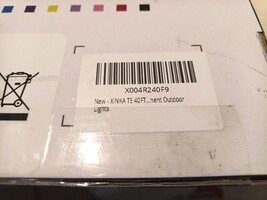 X004R240F9
New - XINKA TE 40FT...nent Outdoor
Lights